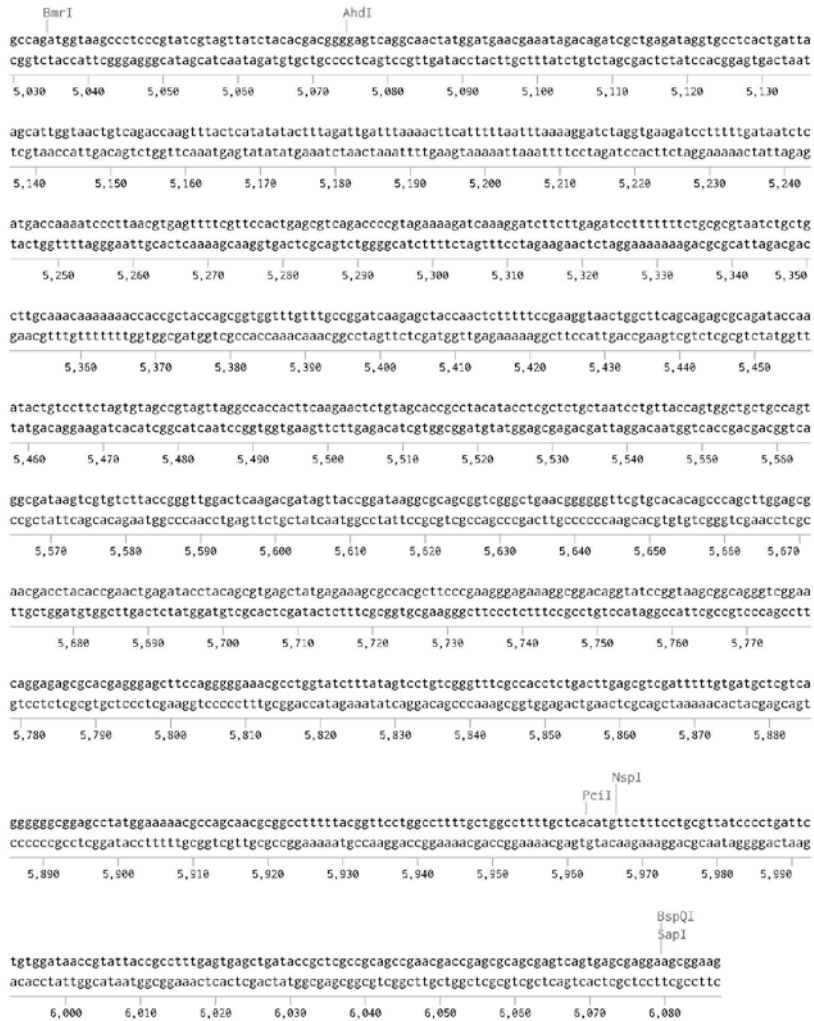 BmrI AhdI
gccagatggtaagccctcccgtatcgtagttatctacacgacggggagtcaggcaactatggatgaacgaaatagacagatcgctgagataggtgcctcactgatta
cggtctaccattcgggagggcatagcatcaatagatgtgctgcccctcagtccgttgatacctacttgctttatctgtctagcgactctatccacggagtgactaat
5,030 5,040 5,050 5,060 5,070 5,080 5,090 5,100 5,110 5,120 5,130
agcattggtaactgtcagaccaagtttactcatatatactttagattgatttaaaacttcatttttaatttaaaaggatctaggtgaagatcctttttgataatctc
tcgtaaccattgacagtctggttcaaatgagtatatatgaaatctaactaaattttgaagtaaaaattaaattttcctagatccacttctaggaaaaactattagag
5,140 5,150 5,160 5,170 5,180 5,190 5,200 5,210 5,220 5,230 5,240
atgaccaaaatcccttaacgtgagttttcgttccactgagcgtcagaccccgtagaaaagatcaaaggatcttcttgagatcctttttttctgcgcgtaatctgctg
tactggttttagggaattgcactcaaaagcaaggtgactcgcagtctggggcatcttttctagtttcctagaagaactctaggaaaaaaagacgcgcattagacgac
5,250 5,260 5,270 5,280 5,290 5,300 5,310 5,320 5,330 5,340 5,350
cttgcaaacaaaaaaaccaccgctaccagcggtggtttgtttgccggatcaagagctaccaactctttttccgaaggtaactggcttcagcagagcgcagataccaa
gaacgtttgtttttttggtggcgatggtcgccaccaaacaaacggcctagttctcgatggttgagaaaaaggcttccattgaccgaagtcgtctcgcgtctatggtt
5,360 5,370 5,380 5,390 5,400 5,410 5,420 5,430 5,440 5,450
atactgtccttctagtgtagccgtagttaggccaccacttcaagaactctgtagcaccgcctacatacctcgctctgctaatcctgttaccagtggctgctgccagt
tatgacaggaagatcacatcggcatcaatccggtggtgaagttcttgagacatcgtggcggatgtatggagcgagacgattaggacaatggtcaccgacgacggtca
5,460 5,470 5,480 5,490 5,500 5,510 5,520 5,530 5,540 5,550 5,560
ggcgataagtcgtgtcttaccgggttggactcaagacgatagttaccggataaggcgcagcggtcgggctgaacggggggttcgtgcacacagcccagcttggagcg
ccgctattcagcacagaatggcccaacctgagttctgctatcaatggcctattccgcgtcgccagcccgacttgccccccaagcacgtgtgtcgggtcgaacctcgc
5,570 5,580 5,590 5,600 5,610 5,620 5,630 5,640 5,650 5,660 5,670
aacgacctacaccgaactgagatacctacagcgtgagctatgagaaagcgccacgcttcccgaagggagaaaggcggacaggtatccggtaagcggcagggtcggaa
ttgctggatgtggcttgactctatggatgtcgcactcgatactctttcgcggtgcgaagggcttccctctttccgcctgtccataggccattcgccgtcccagcctt
5,680 5,690 5,700 5,710 5,720 5,730 5,740 5,750 5,760 5,770
caggagagcgcacgagggagcttccagggggaaacgcctggtatctttatagtcctgtcgggtttcgccacctctgacttgagcgtcgatttttgtgatgctcgtca
gtcctctcgcgtgctccctcgaaggtccccctttgcggaccatagaaatatcaggacagcccaaagcggtggagactgaactcgcagctaaaaacactacgagcagt
5,780 5,790 5,800 5,810 5,820 5,830 5,840 5,850 5,860 5,870 5,880
NspI
PciI
ggggggcggagcctatggaaaaacgccagcaacgcggcctttttacggttcctggccttttgctggccttttgctcacatgttctttcctgcgttatcccctgattc
ccccccgcctcggatacctttttgcggtcgttgcgccggaaaaatgccaaggaccggaaaacgaccggaaaacgagtgtacaagaaaggacgcaataggggactaag
5,890 5,900 5,910 5,920 5,930 5,940 5,950 5,960 5,970 5,980 5,990
BspQI
SapI
tgtggataaccgtattaccgcctttgagtgagctgataccgctcgccgcagccgaacgaccgagcgcagcgagtcagtgagcgaggaagcggaag
acacctattggcataatggcggaaactcactcgactatggcgagcggcgtcggcttgctggctcgcgtcgctcagtcactcgctccttcgccttc
6,000 6,010 6,020 6,030 6,040 6,050 6,060 6,070 6,080